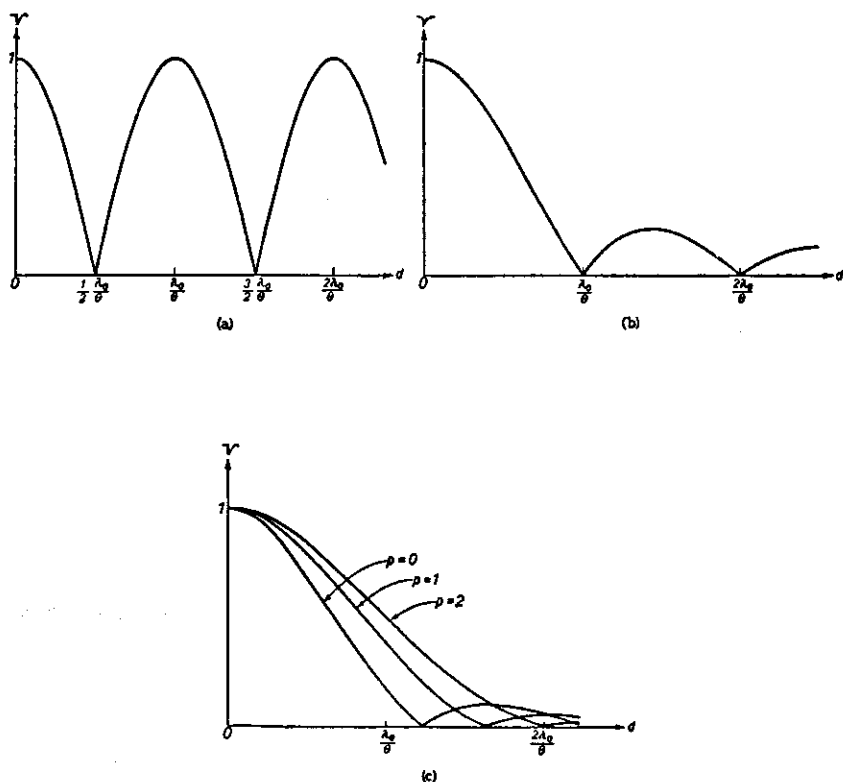 𝒱
1
0
1/2 λ₀/θ
λ₀/θ
3/2 λ₀/θ
2λ₀/θ
d
(a)
𝒱
1
0
λ₀/θ
2λ₀/θ
d
(b)
𝒱
1
p=0
p=1
p=2
0
λ₀/θ
2λ₀/θ
d
(c)